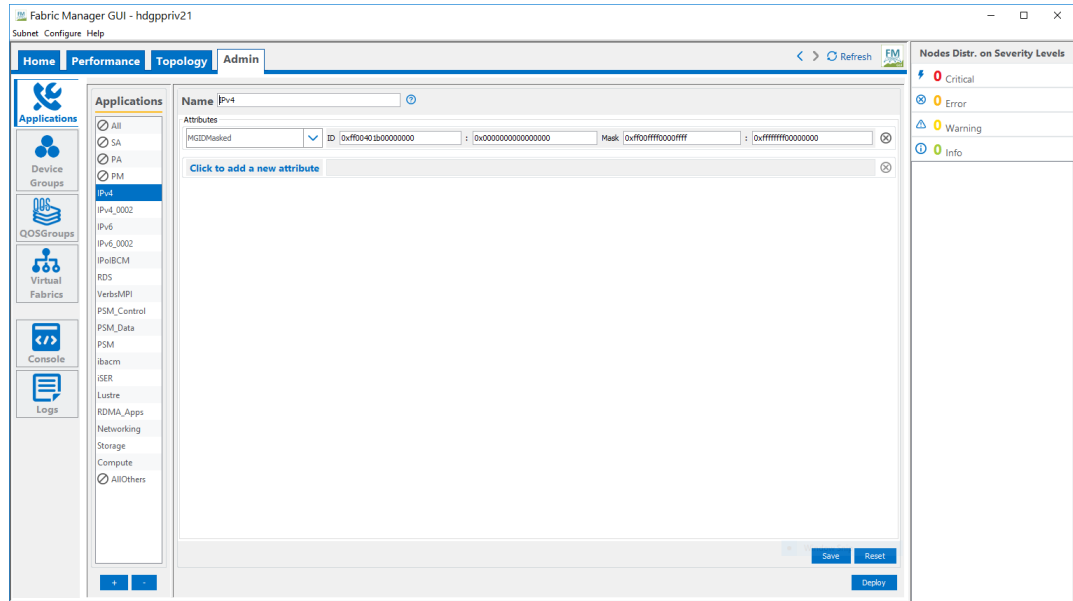 FM Fabric Manager GUI - hdgppriv21
Subnet Configure Help
Home Performance Topology Admin
Refresh FM
Nodes Distr. on Severity Levels
0 Critical
0 Error
0 Warning
0 Info
Applications
Device
Groups
QOS
QOSGroups
Virtual
Fabrics
</>
Console
Logs
Applications
All
SA
PA
PM
IPv4
IPv4_0002
IPv6
IPv6_0002
IPoIBCM
RDS
VerbsMPI
PSM_Control
PSM_Data
PSM
ibacm
iSER
Lustre
RDMA_Apps
Networking
Storage
Compute
AllOthers
+ -
Name IPv4
Attributes
MGIDMasked ID 0xff00401b00000000 : 0x0000000000000000 Mask 0xff00ffff0000ffff : 0xffffffff00000000
Click to add a new attribute
Save Reset
Deploy